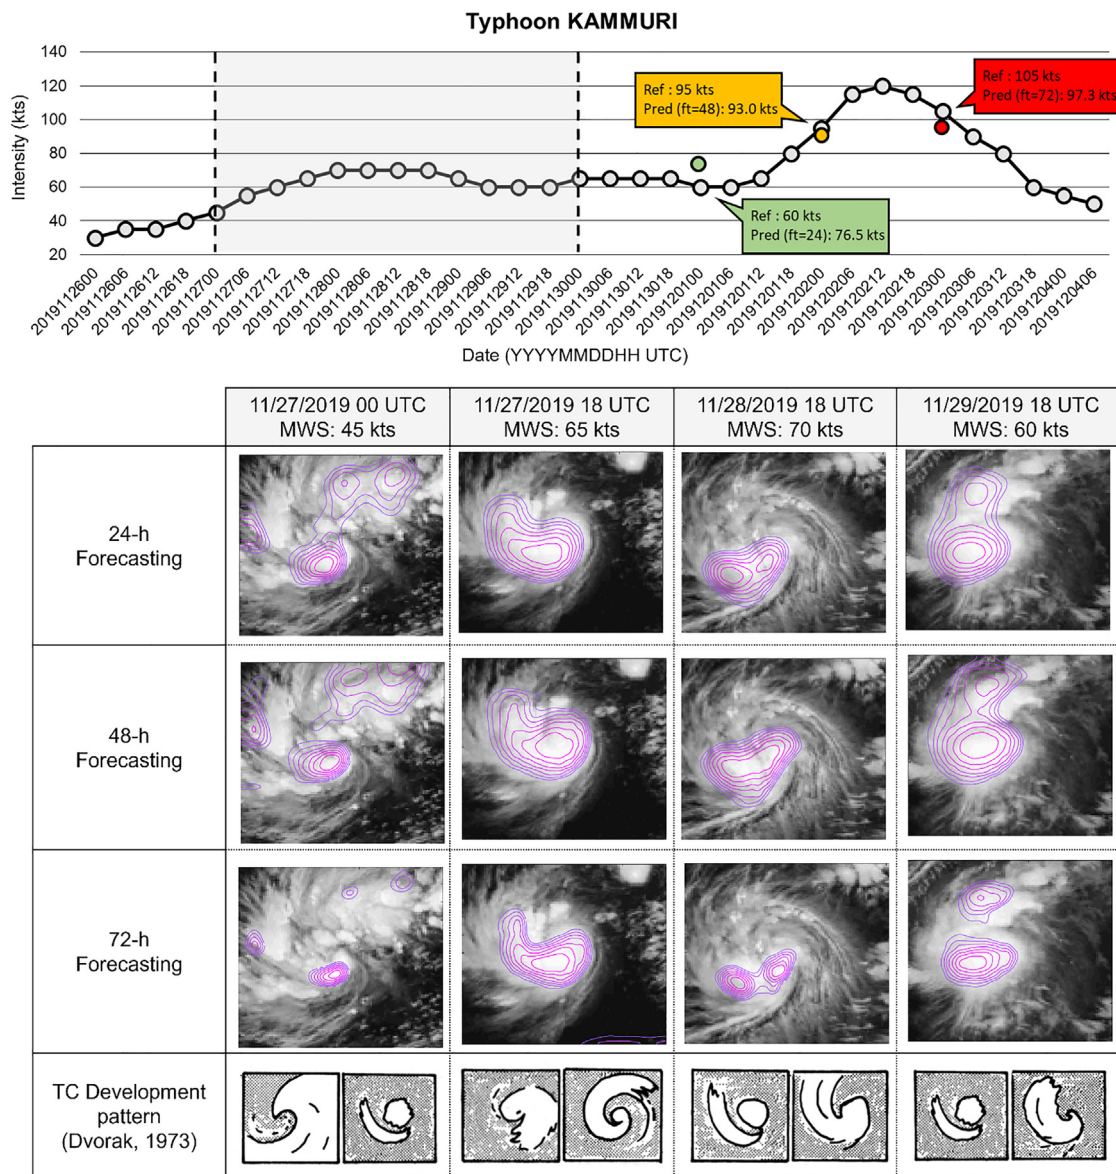 Typhoon KAMMURI
Intensity (kts)
140
120
100
80
60
40
20
Ref : 95 kts
Pred (ft=48): 93.0 kts
Ref : 105 kts
Pred (ft=72): 97.3 kts
Ref : 60 kts
Pred (ft=24): 76.5 kts
2019112600
2019112606
2019112612
2019112618
2019112700
2019112706
2019112712
2019112718
2019112800
2019112806
2019112812
2019112818
2019112900
2019112906
2019112912
2019112918
2019113000
2019113006
2019113012
2019113018
2019120100
2019120106
2019120112
2019120118
2019120200
2019120206
2019120212
2019120218
2019120300
2019120306
2019120312
2019120318
2019120400
2019120406
Date (YYYYMMDDHH UTC)
11/27/2019 00 UTC
MWS: 45 kts
11/27/2019 18 UTC
MWS: 65 kts
11/28/2019 18 UTC
MWS: 70 kts
11/29/2019 18 UTC
MWS: 60 kts
24-h
Forecasting
48-h
Forecasting
72-h
Forecasting
TC Development
pattern
(Dvorak, 1973)